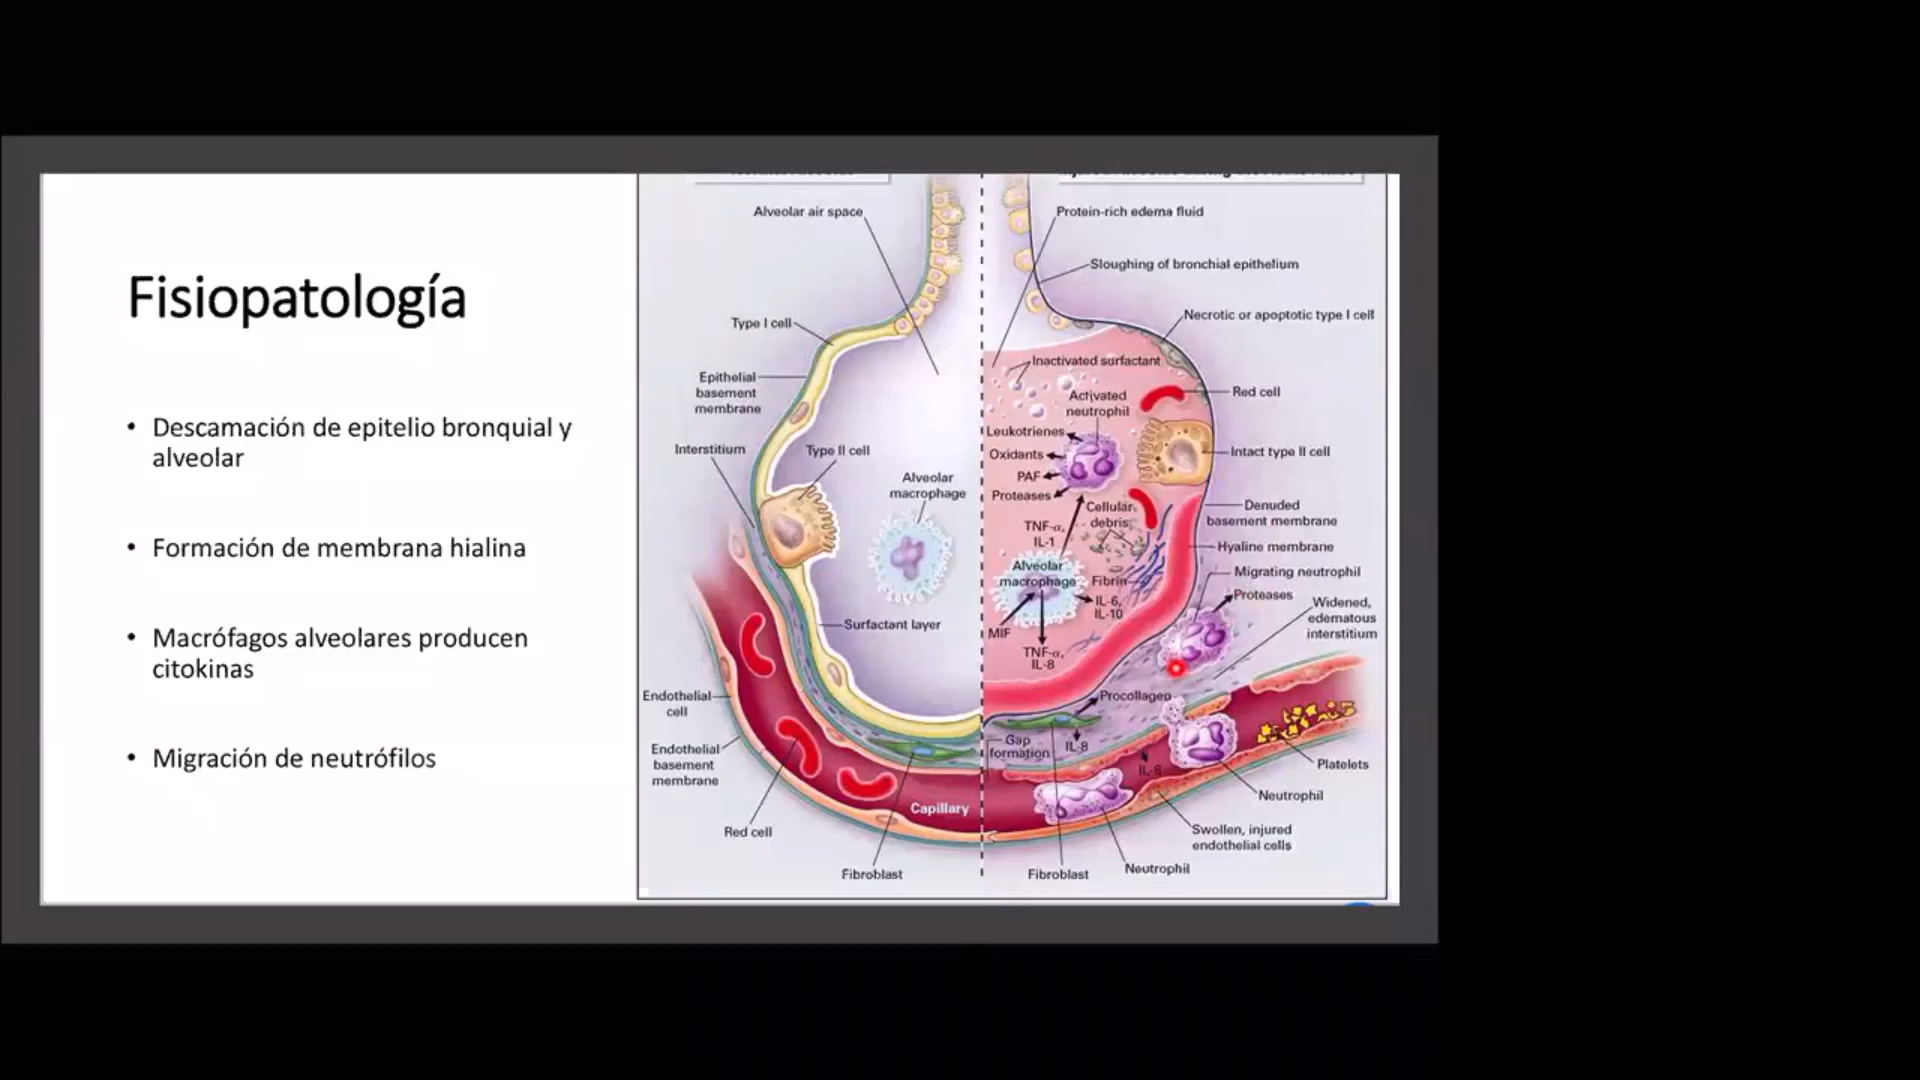 Fisiopatología
• Descamación de epitelio bronquial y
alveolar
• Formación de membrana hialina
• Macrófagos alveolares producen
citokinas
• Migración de neutrófilos
Alveolar air space
Type I cell
Epithelial
basement
membrane
Interstitium
Type II cell
Alveolar
macrophage
Surfactant layer
Endothelial
cell
Endothelial
basement
membrane
Capillary
Red cell
Fibroblast
Protein-rich edema fluid
Sloughing of bronchial epithelium
Necrotic or apoptotic type I cell
Inactivated surfactant
Red cell
Activated
neutrophil
Leukotrienes
Oxidants
PAF
Proteases
Intact type II cell
Cellular
debris
TNF-α,
IL-1
Denuded
basement membrane
Hyaline membrane
Alveolar
macrophage
Fibrin
Migrating neutrophil
IL-6,
IL-10
Proteases
Widened,
edematous
interstitium
MIF
TNF-α,
IL-8
Procollagen
Gap
formation
IL-8
IL-8
Platelets
Neutrophil
Swollen, injured
endothelial cells
Neutrophil
Fibroblast